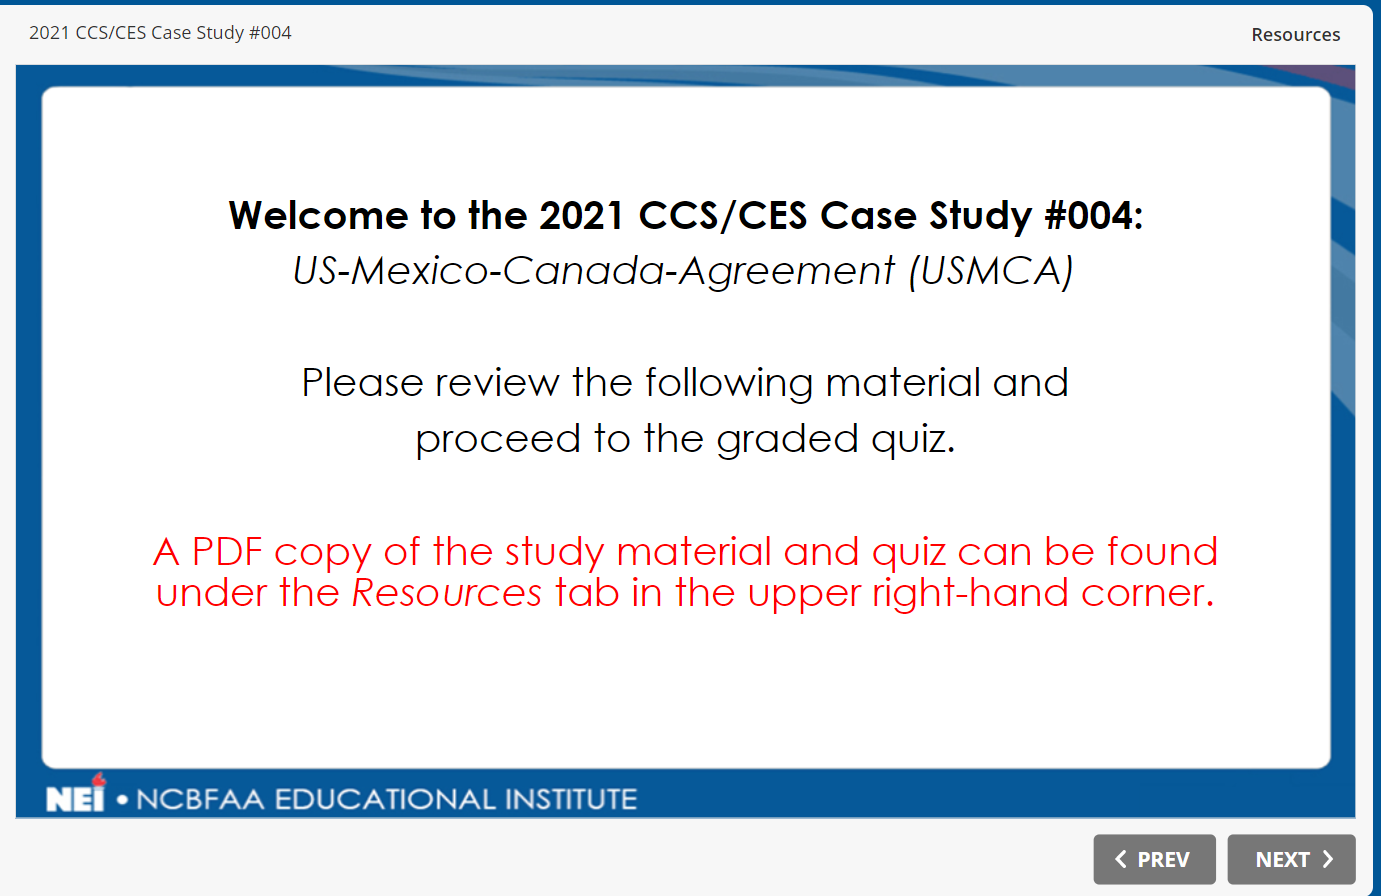 2021 CCS/CES Case Study #004
Resources
Welcome to the 2021 CCS/CES Case Study #004:
US-Mexico-Canada-Agreement (USMCA)
Please review the following material and
proceed to the graded quiz.
A PDF copy of the study material and quiz can be found
under the Resources tab in the upper right-hand corner.
NEI • NCBFAA EDUCATIONAL INSTITUTE
PREV
NEXT